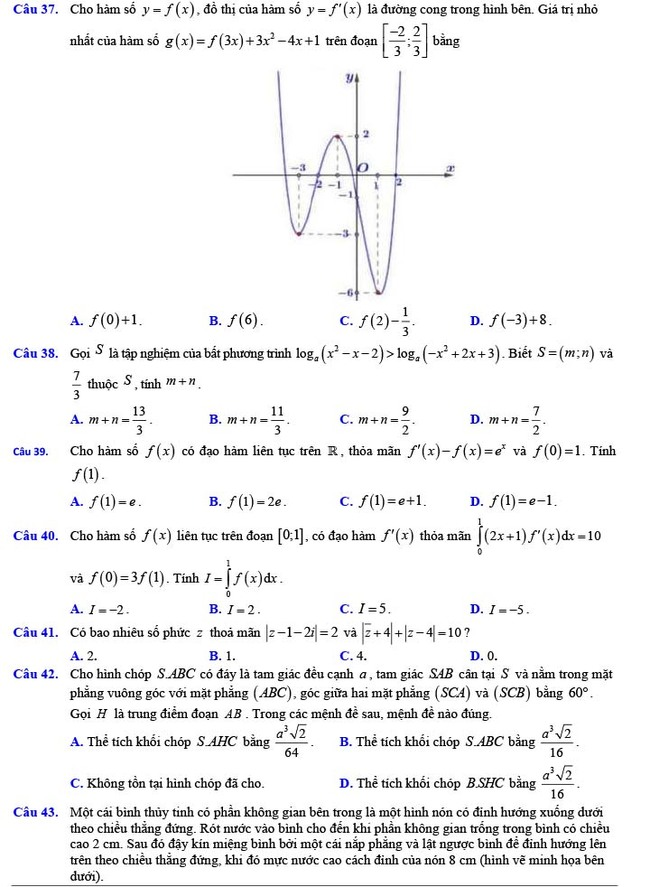 Câu 37. Cho hàm số y = f(x), đồ thị của hàm số y = f'(x) là đường cong trong hình bên. Giá trị nhỏ
nhất của hàm số g(x) = f(3x) + 3x² − 4x + 1 trên đoạn [−2/3; 2/3] bằng
y
2
−3 O x
−2 −1 1 2
−1
−3
−6
A. f(0)+1. B. f(6). C. f(2) − 1/3. D. f(−3)+8.
Câu 38. Gọi S là tập nghiệm của bất phương trình logₐ(x² − x − 2) > logₐ(−x² + 2x + 3). Biết S = (m; n) và
7/3 thuộc S, tính m + n.
A. m + n = 13/3. B. m + n = 11/3. C. m + n = 9/2. D. m + n = 7/2.
Câu 39. Cho hàm số f(x) có đạo hàm liên tục trên ℝ, thỏa mãn f'(x) − f(x) = eˣ và f(0) = 1. Tính
f(1).
A. f(1) = e. B. f(1) = 2e. C. f(1) = e+1. D. f(1) = e−1.
Câu 40. Cho hàm số f(x) liên tục trên đoạn [0;1], có đạo hàm f'(x) thỏa mãn ∫₀¹(2x+1) f'(x)dx = 10
và f(0) = 3f(1). Tính I = ∫₀¹ f(x)dx.
A. I = −2. B. I = 2. C. I = 5. D. I = −5.
Câu 41. Có bao nhiêu số phức z thoả mãn |z − 1 − 2i| = 2 và |z̅ + 4| + |z − 4| = 10?
A. 2. B. 1. C. 4. D. 0.
Câu 42. Cho hình chóp S.ABC có đáy là tam giác đều cạnh a, tam giác SAB cân tại S và nằm trong mặt
phẳng vuông góc với mặt phẳng (ABC), góc giữa hai mặt phẳng (SCA) và (SCB) bằng 60°.
Gọi H là trung điểm đoạn AB. Trong các mệnh đề sau, mệnh đề nào đúng.
A. Thể tích khối chóp S.AHC bằng a³√2/64. B. Thể tích khối chóp S.ABC bằng a³√2/16.
C. Không tồn tại hình chóp đã cho. D. Thể tích khối chóp B.SHC bằng a³√2/16.
Câu 43. Một cái bình thủy tinh có phần không gian bên trong là một hình nón có đỉnh hướng xuống dưới
theo chiều thẳng đứng. Rót nước vào bình cho đến khi phần không gian trống trong bình có chiều
cao 2 cm. Sau đó đậy kín miệng bình bởi một cái nắp phẳng và lật ngược bình để đỉnh hướng lên
trên theo chiều thẳng đứng, khi đó mực nước cao cách đỉnh của nón 8 cm (hình vẽ minh họa bên
dưới).